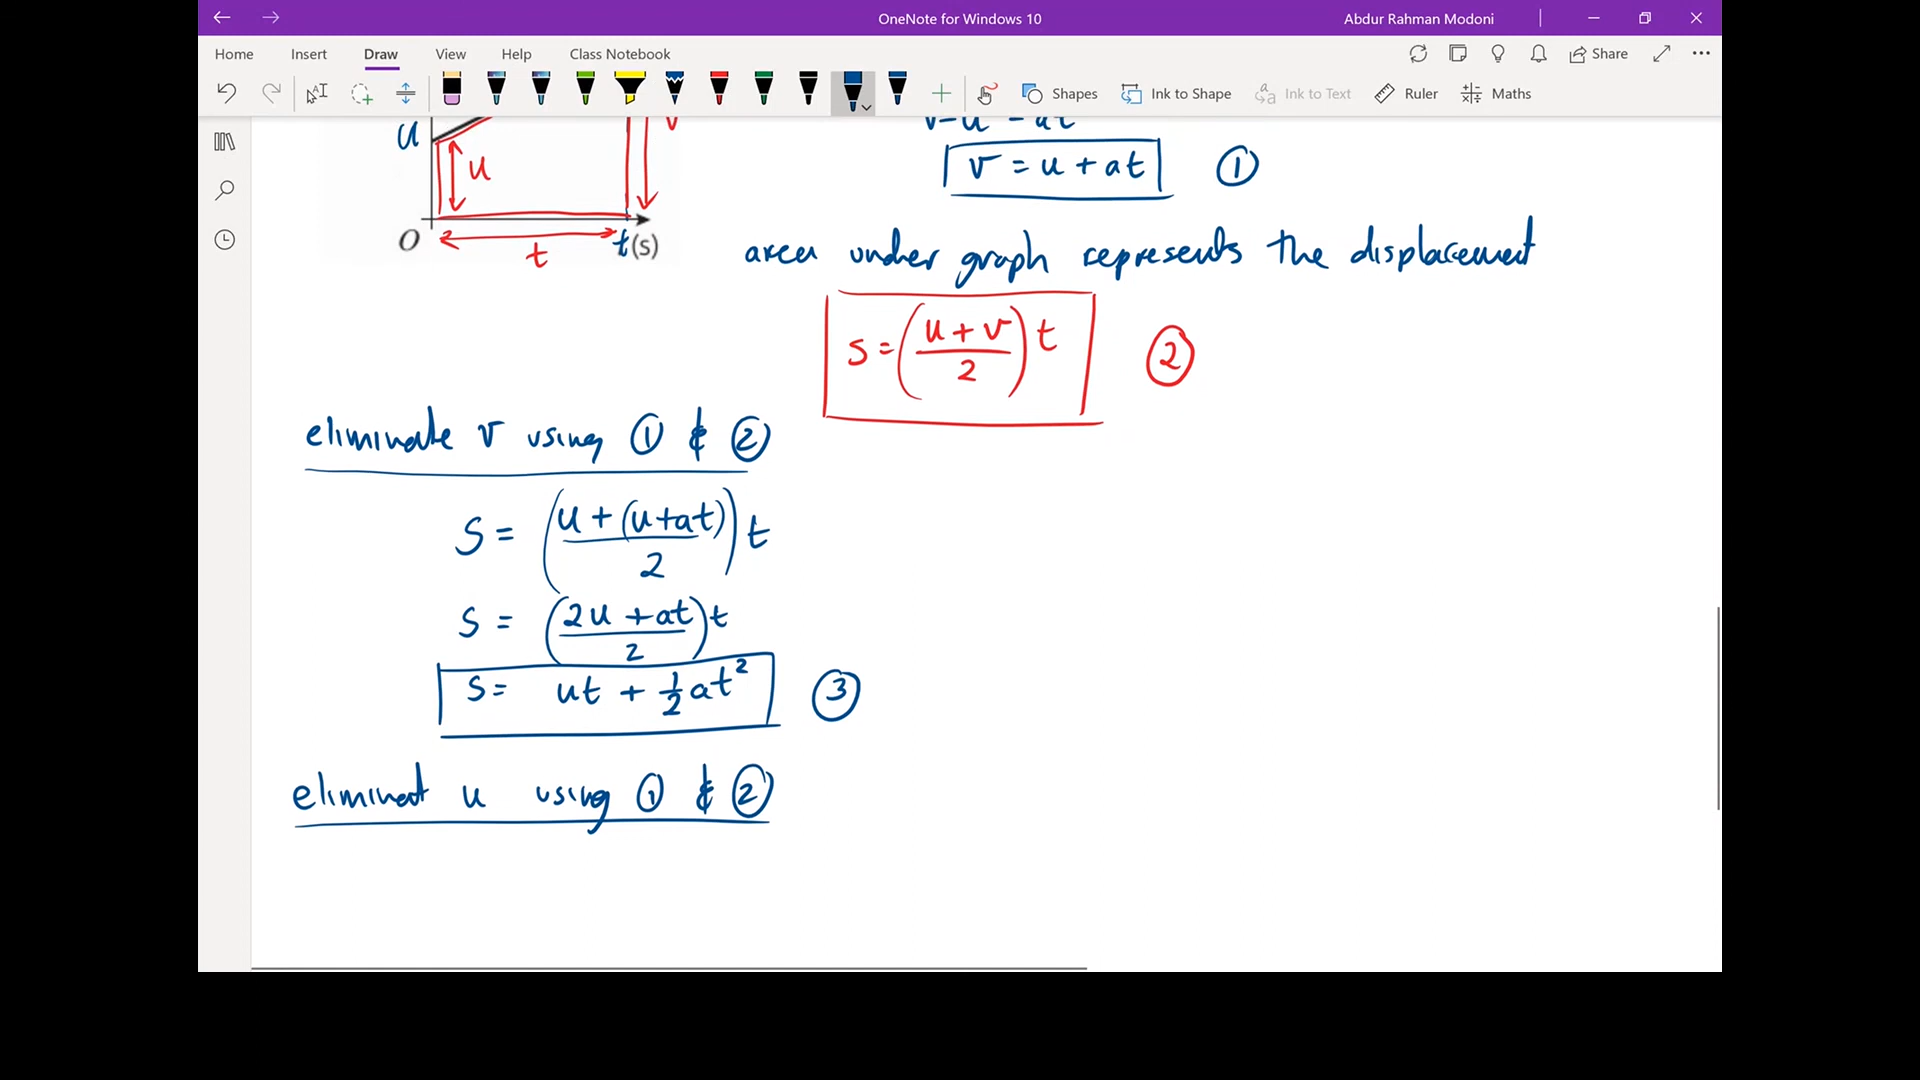 OneNote for Windows 10
Abdur Rahman Modoni
Home Insert Draw View Help Class Notebook
Share
Shapes Ink to Shape Ink to Text Ruler Maths
u
u
v
O
t
t(s)
v-u = at
v = u + at ①
area under graph represents the displacement
s = ((u + v)/2) t ②
eliminate v using ① & ②
S = ((u + (u+at))/2) t
S = ((2u + at)/2) t
S = ut + ½at² ③
eliminat u using ① & ②